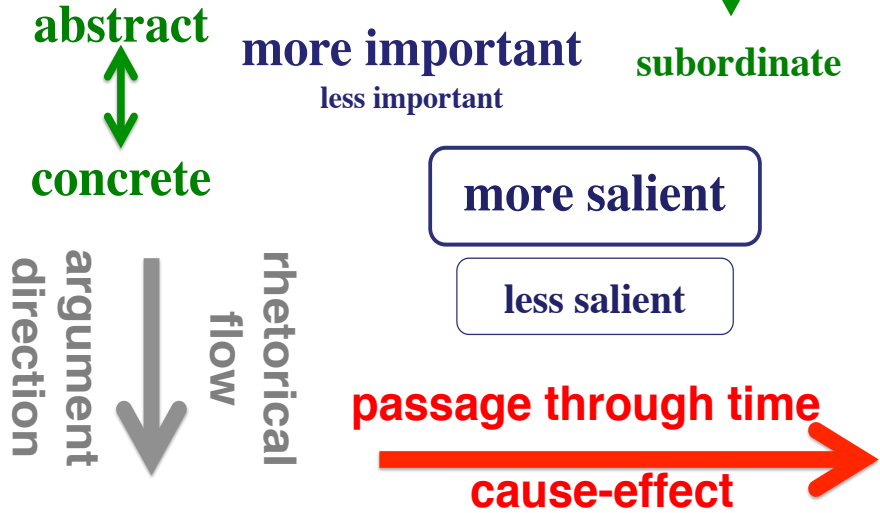 abstract
more important
subordinate
less important
concrete
more salient
argument
direction
rhetorical
flow
less salient
passage through time
cause-effect